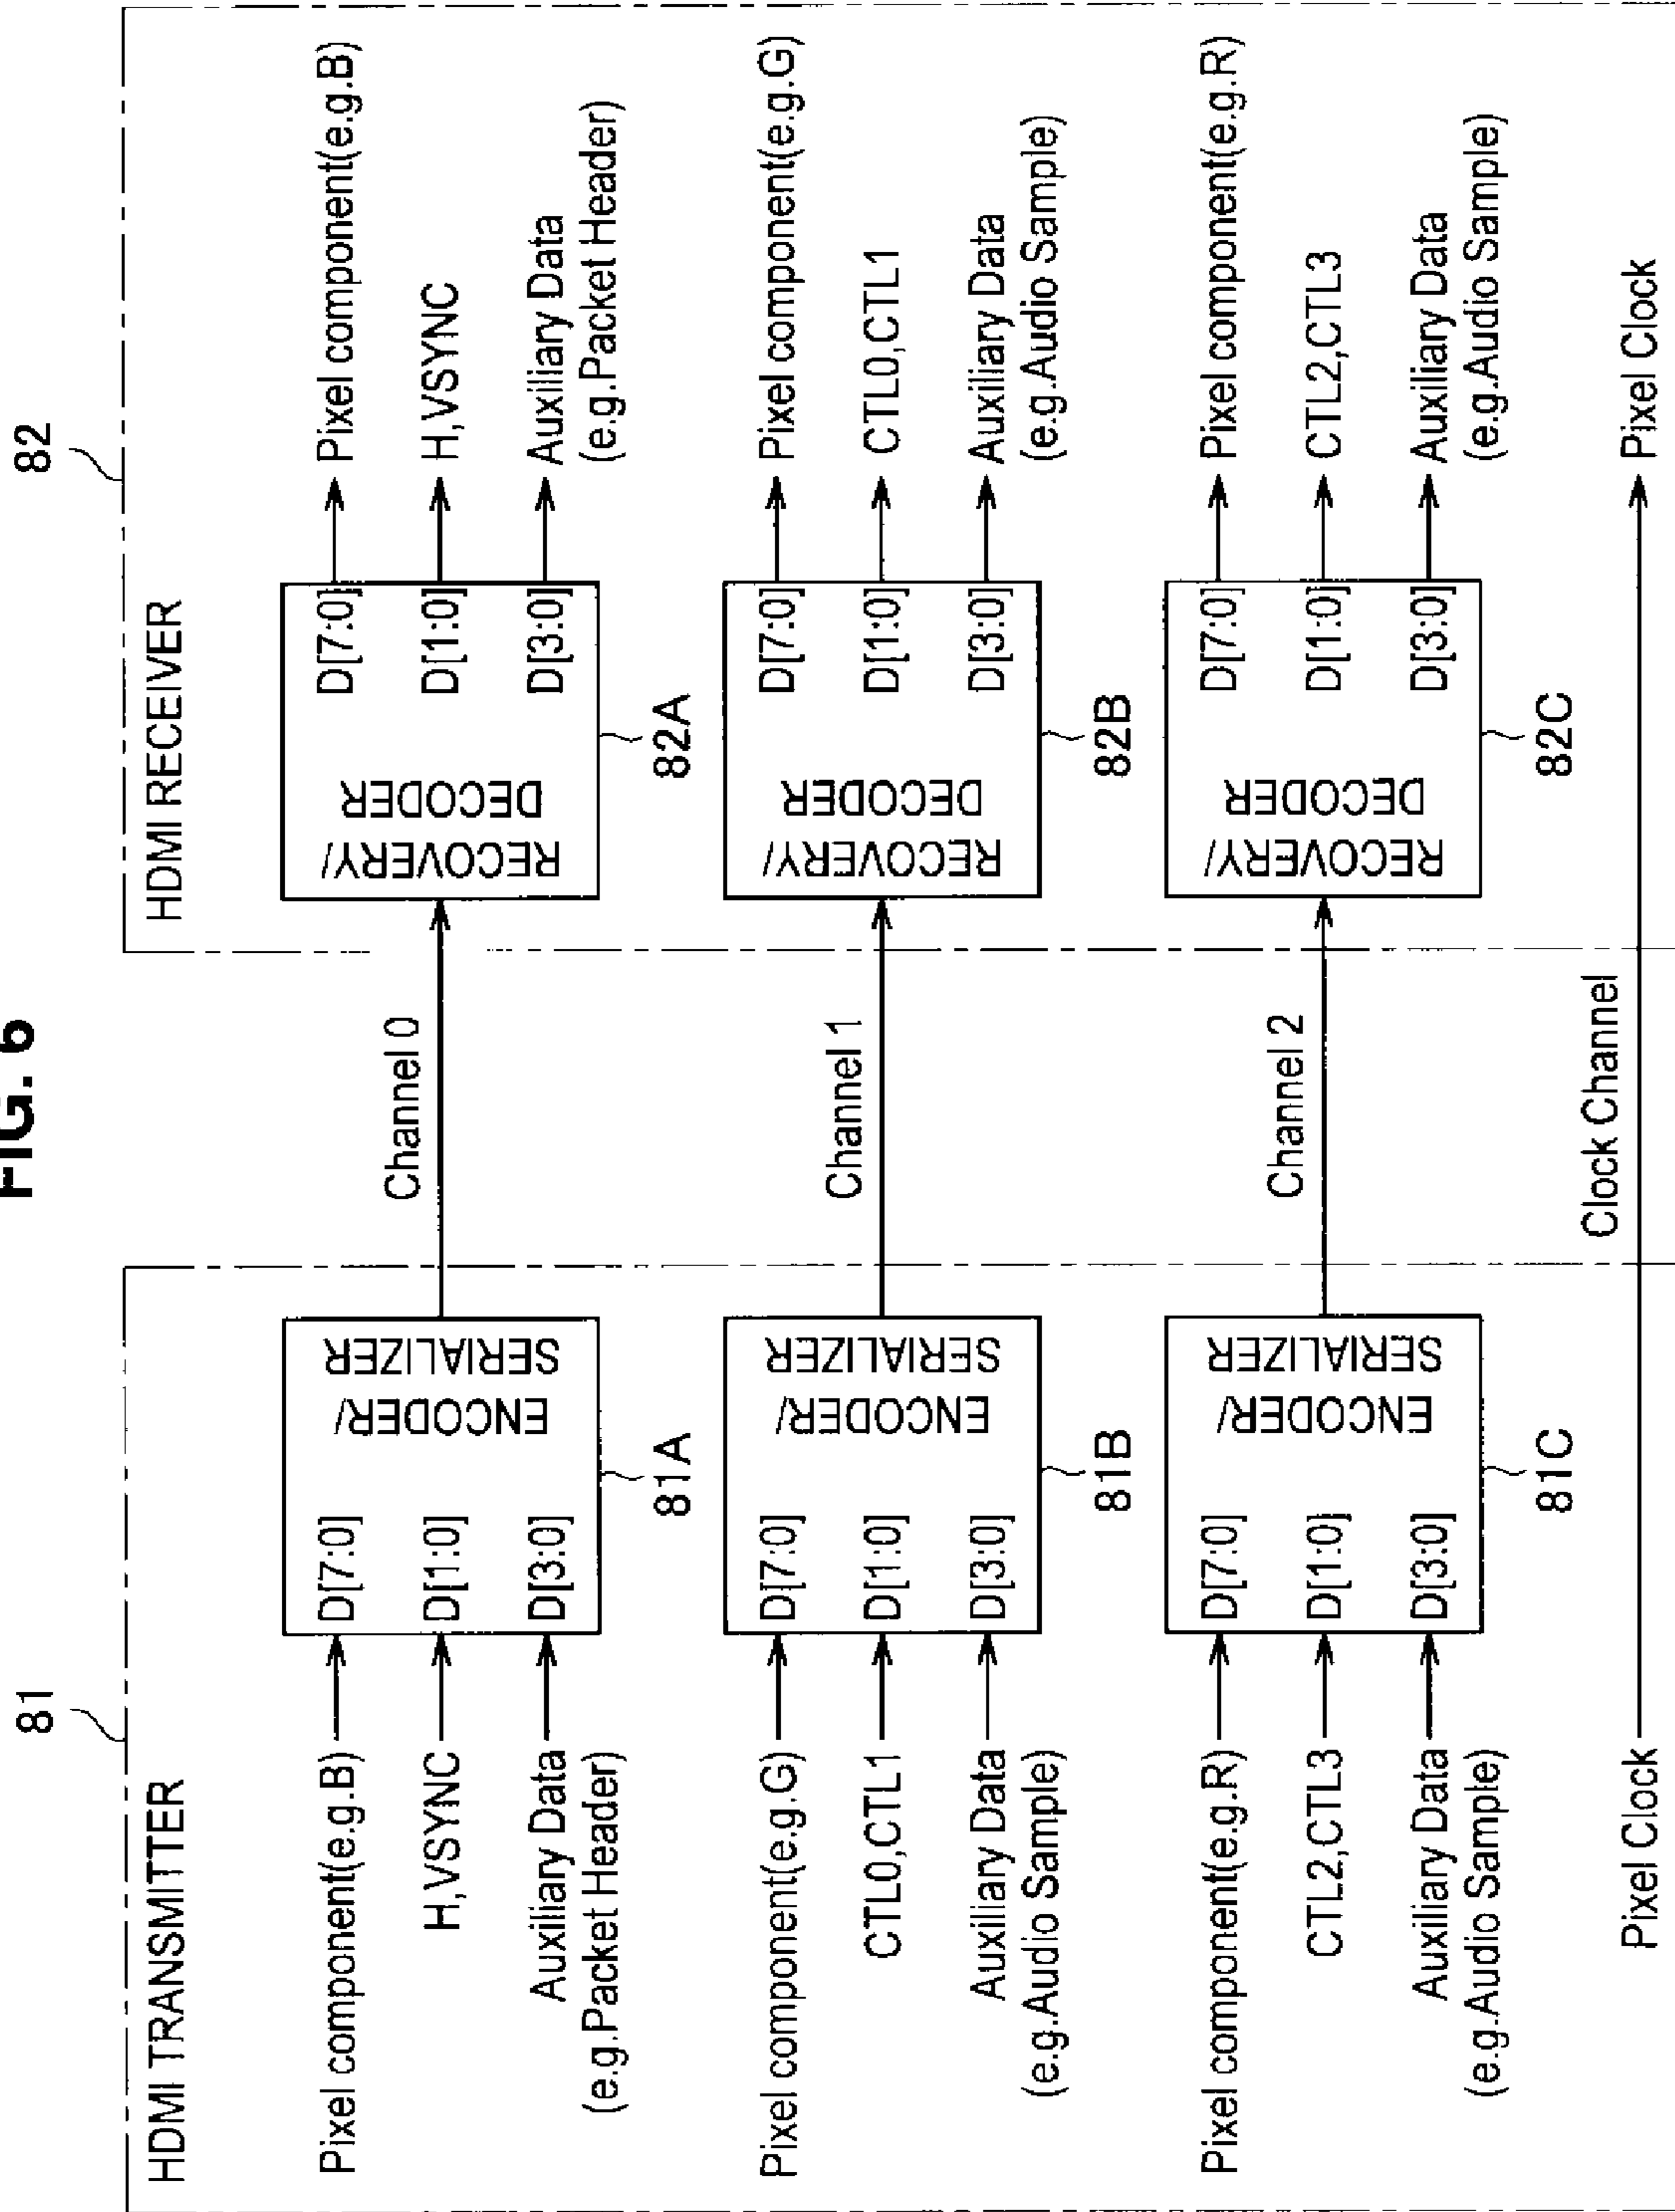 FIG. 6
81
82
HDMI TRANSMITTER
HDMI RECEIVER
Pixel component(e.g.B)
H,VSYNC
Auxiliary Data
(e.g.Packet Header)
D[7:0]
D[1:0]
D[3:0]
ENCODER/
SERIALIZER
81A
Channel 0
RECOVERY/
DECODER
D[7:0]
D[1:0]
D[3:0]
82A
Pixel component(e.g.B)
H,VSYNC
Auxiliary Data
(e.g.Packet Header)
Pixel component(e.g.G)
CTL0,CTL1
Auxiliary Data
(e.g.Audio Sample)
D[7:0]
D[1:0]
D[3:0]
ENCODER/
SERIALIZER
81B
Channel 1
RECOVERY/
DECODER
D[7:0]
D[1:0]
D[3:0]
82B
Pixel component(e.g.G)
CTL0,CTL1
Auxiliary Data
(e.g.Audio Sample)
Pixel component(e.g.R)
CTL2,CTL3
Auxiliary Data
(e.g.Audio Sample)
D[7:0]
D[1:0]
D[3:0]
ENCODER/
SERIALIZER
81C
Channel 2
RECOVERY/
DECODER
D[7:0]
D[1:0]
D[3:0]
82C
Pixel component(e.g.R)
CTL2,CTL3
Auxiliary Data
(e.g.Audio Sample)
Pixel Clock
Clock Channel
Pixel Clock